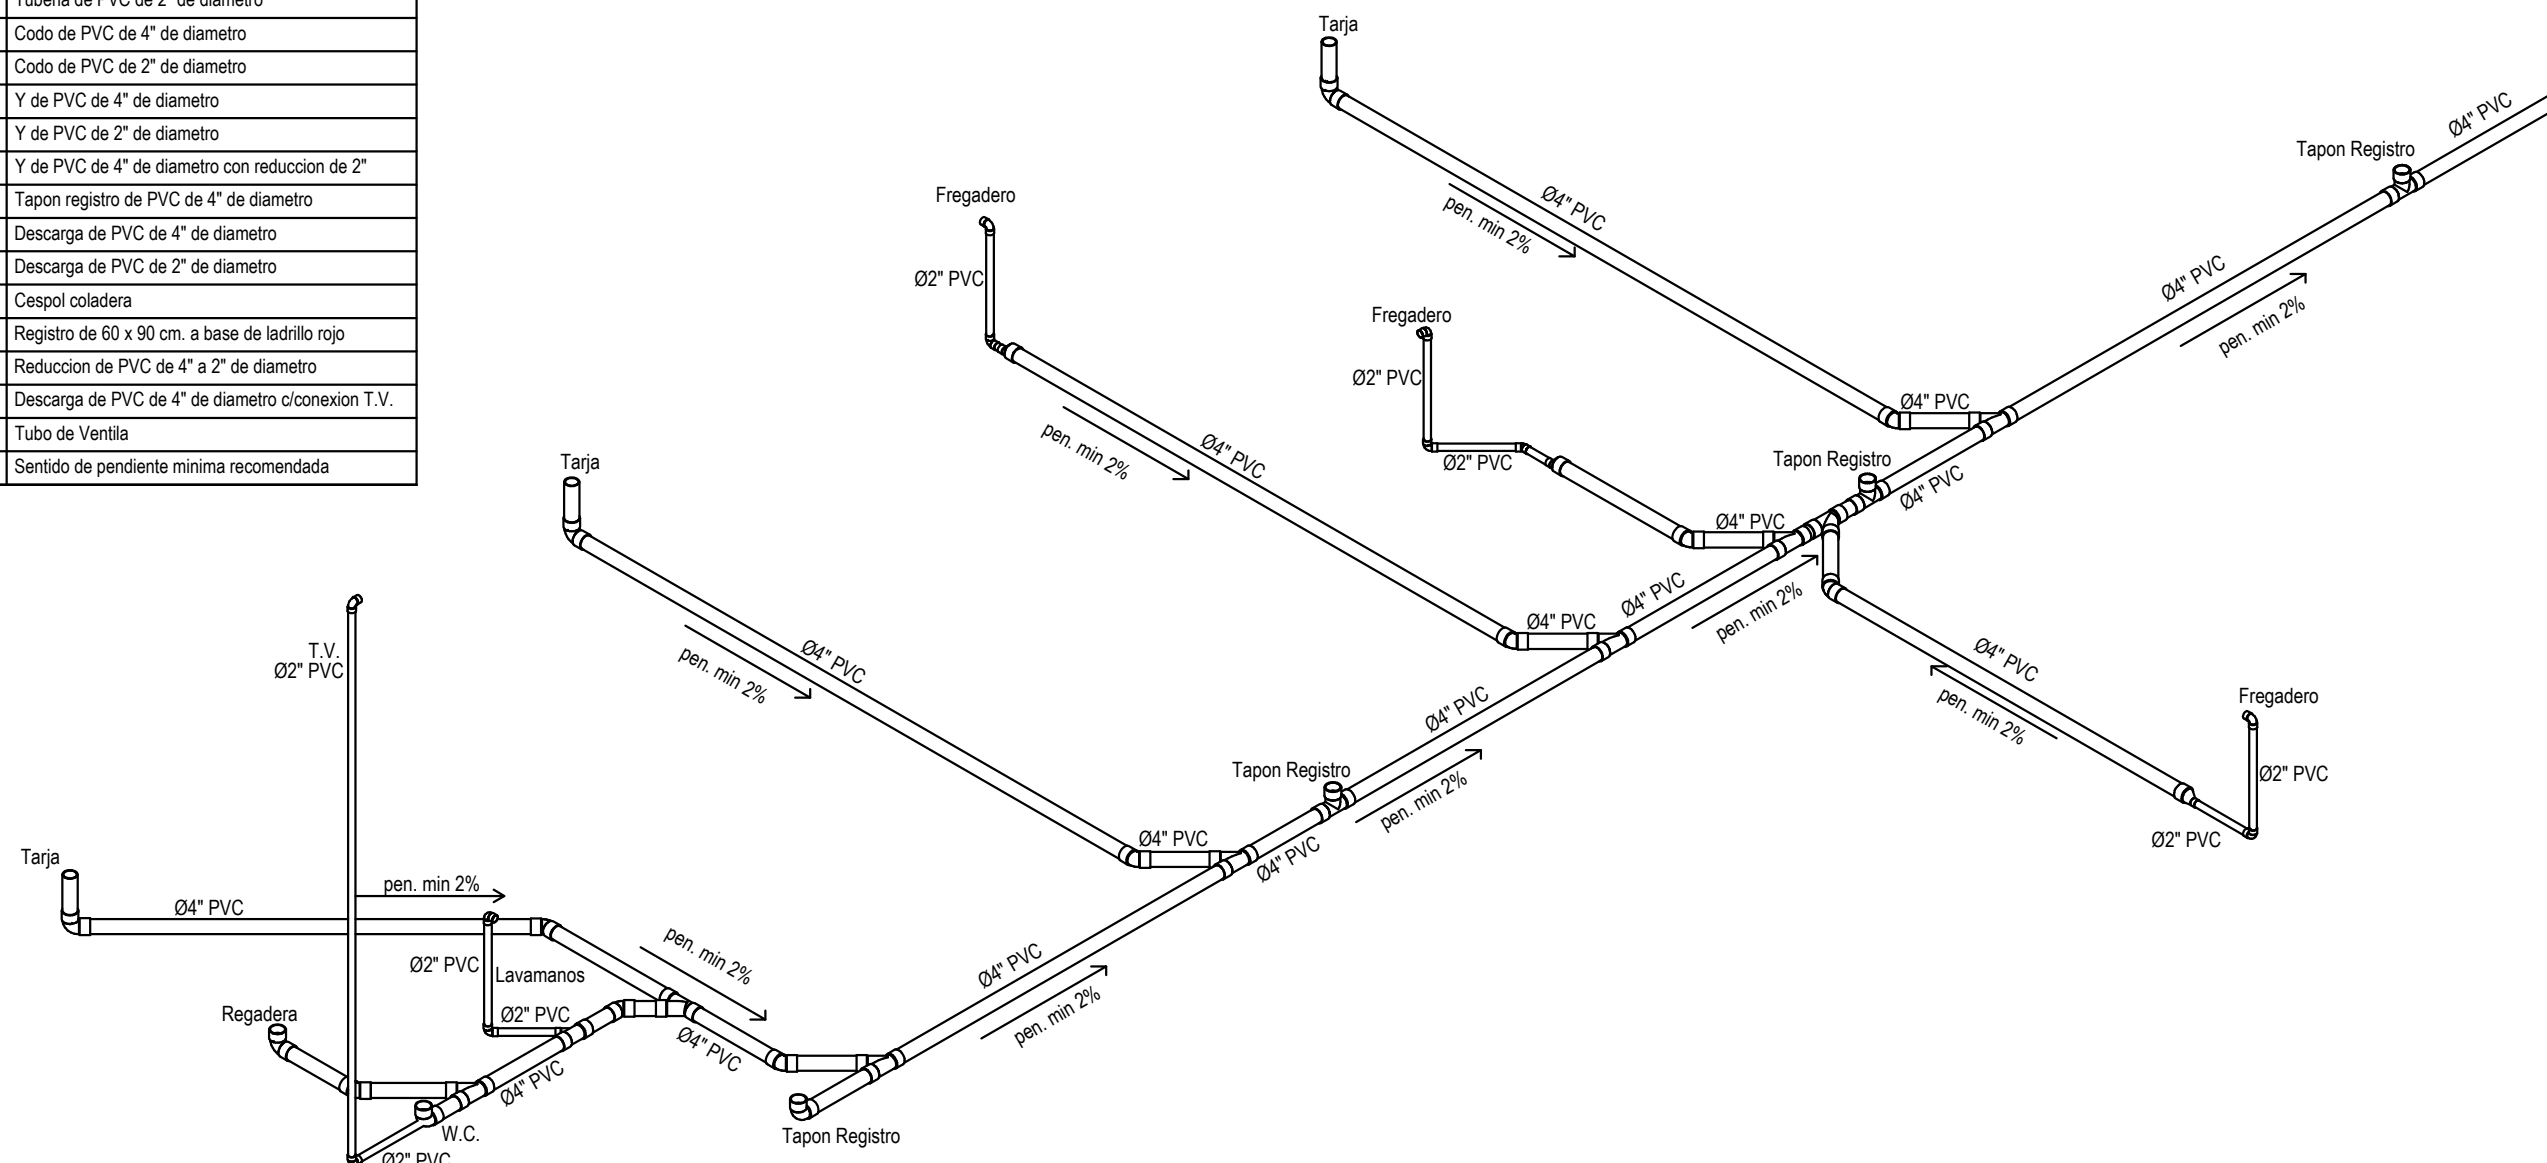 Tuberia de PVC de 2" de diametro
Codo de PVC de 4" de diametro
Codo de PVC de 2" de diametro
Y de PVC de 4" de diametro
Y de PVC de 2" de diametro
Y de PVC de 4" de diametro con reduccion de 2"
Tapon registro de PVC de 4" de diametro
Descarga de PVC de 4" de diametro
Descarga de PVC de 2" de diametro
Cespol coladera
Registro de 60 x 90 cm. a base de ladrillo rojo
Reduccion de PVC de 4" a 2" de diametro
Descarga de PVC de 4" de diametro c/conexion T.V.
Tubo de Ventila
Sentido de pendiente minima recomendada
Tarja
Ø4" PVC
pen. min 2%
Ø4" PVC
Tapon Registro
Ø4" PVC
Ø4" PVC
pen. min 2%
Fregadero
Ø2" PVC
pen. min 2%
Ø4" PVC
Ø4" PVC
Fregadero
Ø2" PVC
Ø2" PVC
Ø4" PVC
Tapon Registro
Ø4" PVC
Ø4" PVC
pen. min 2%
Ø4" PVC
pen. min 2%
Fregadero
Ø2" PVC
Ø2" PVC
Tarja
Ø4" PVC
pen. min 2%
Ø4" PVC
Ø4" PVC
pen. min 2%
Tapon Registro
Ø4" PVC
T.V.
Ø2" PVC
Tarja
Ø4" PVC
pen. min 2%
Ø2" PVC
Lavamanos
Ø2" PVC
pen. min 2%
Ø4" PVC
Ø4" PVC
pen. min 2%
Regadera
Ø4" PVC
W.C.
Ø2" PVC
Tapon Registro